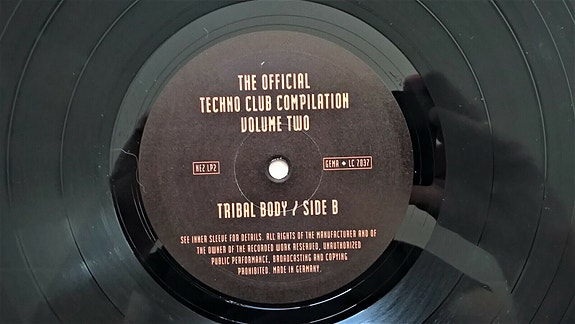 THE OFFICIAL
TECHNO CLUB COMPILATION
VOLUME TWO
NE2 LP2
GEMA ✦ LC 7037
TRIBAL BODY / SIDE B
SEE INNER SLEEVE FOR DETAILS. ALL RIGHTS OF THE MANUFACTURER AND OF
THE OWNER OF THE RECORDED WORK RESERVED, UNAUTHORIZED
PUBLIC PERFORMANCE, BROADCASTING AND COPYING
PROHIBITED. MADE IN GERMANY.